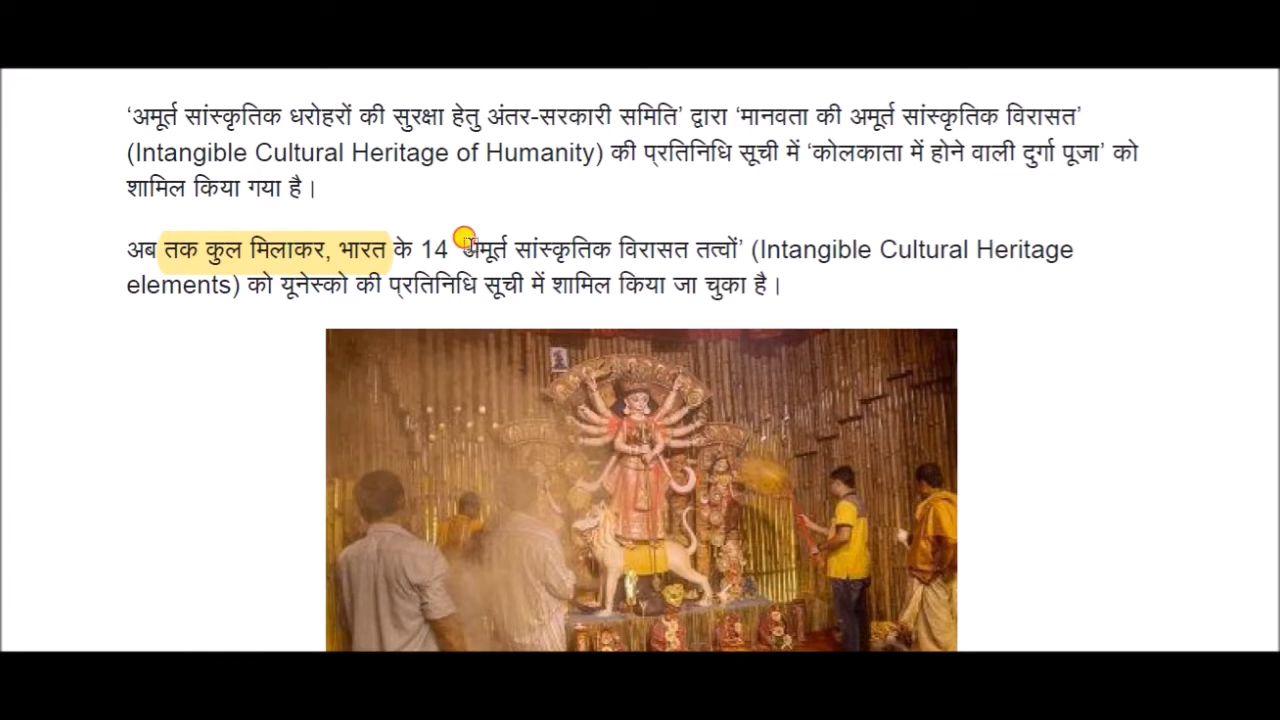 ‘अमूर्त सांस्कृतिक धरोहरों की सुरक्षा हेतु अंतर-सरकारी समिति’ द्वारा ‘मानवता की अमूर्त सांस्कृतिक विरासत’
(Intangible Cultural Heritage of Humanity) की प्रतिनिधि सूची में ‘कोलकाता में होने वाली दुर्गा पूजा’ को
शामिल किया गया है।
अब तक कुल मिलाकर, भारत के 14 ‘अमूर्त सांस्कृतिक विरासत तत्वों’ (Intangible Cultural Heritage
elements) को यूनेस्को की प्रतिनिधि सूची में शामिल किया जा चुका है।